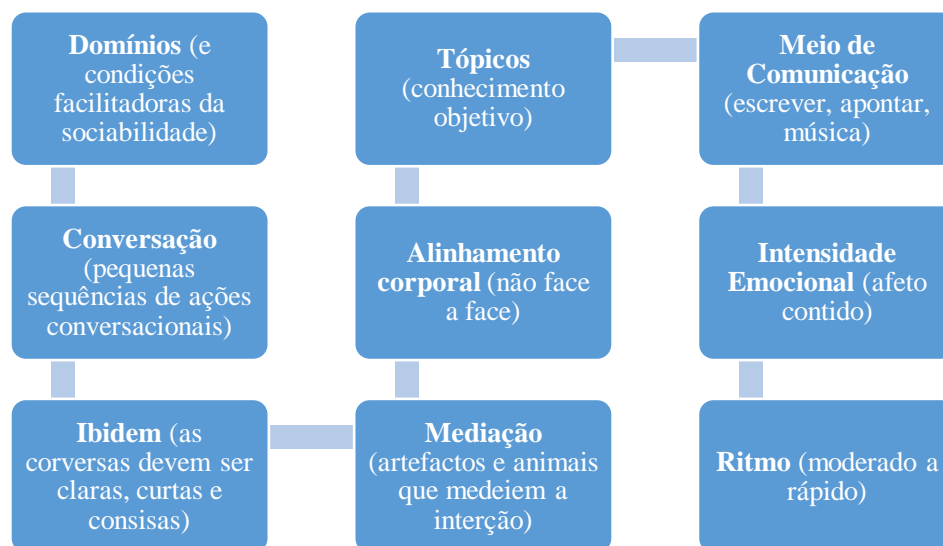 Domínios (e
condições
facilitadoras da
sociabilidade)
Conversação
(pequenas
sequências de ações
conversacionais)
Ibidem (as
corversas devem ser
claras, curtas e
consisas)
Mediação
(artefactos e animais
que medeiem a
interção)
Alinhamento
corporal (não face
a face)
Tópicos
(conhecimento
objetivo)
Meio de
Comunicação
(escrever, apontar,
música)
Intensidade
Emocional (afeto
contido)
Ritmo (moderado a
rápido)